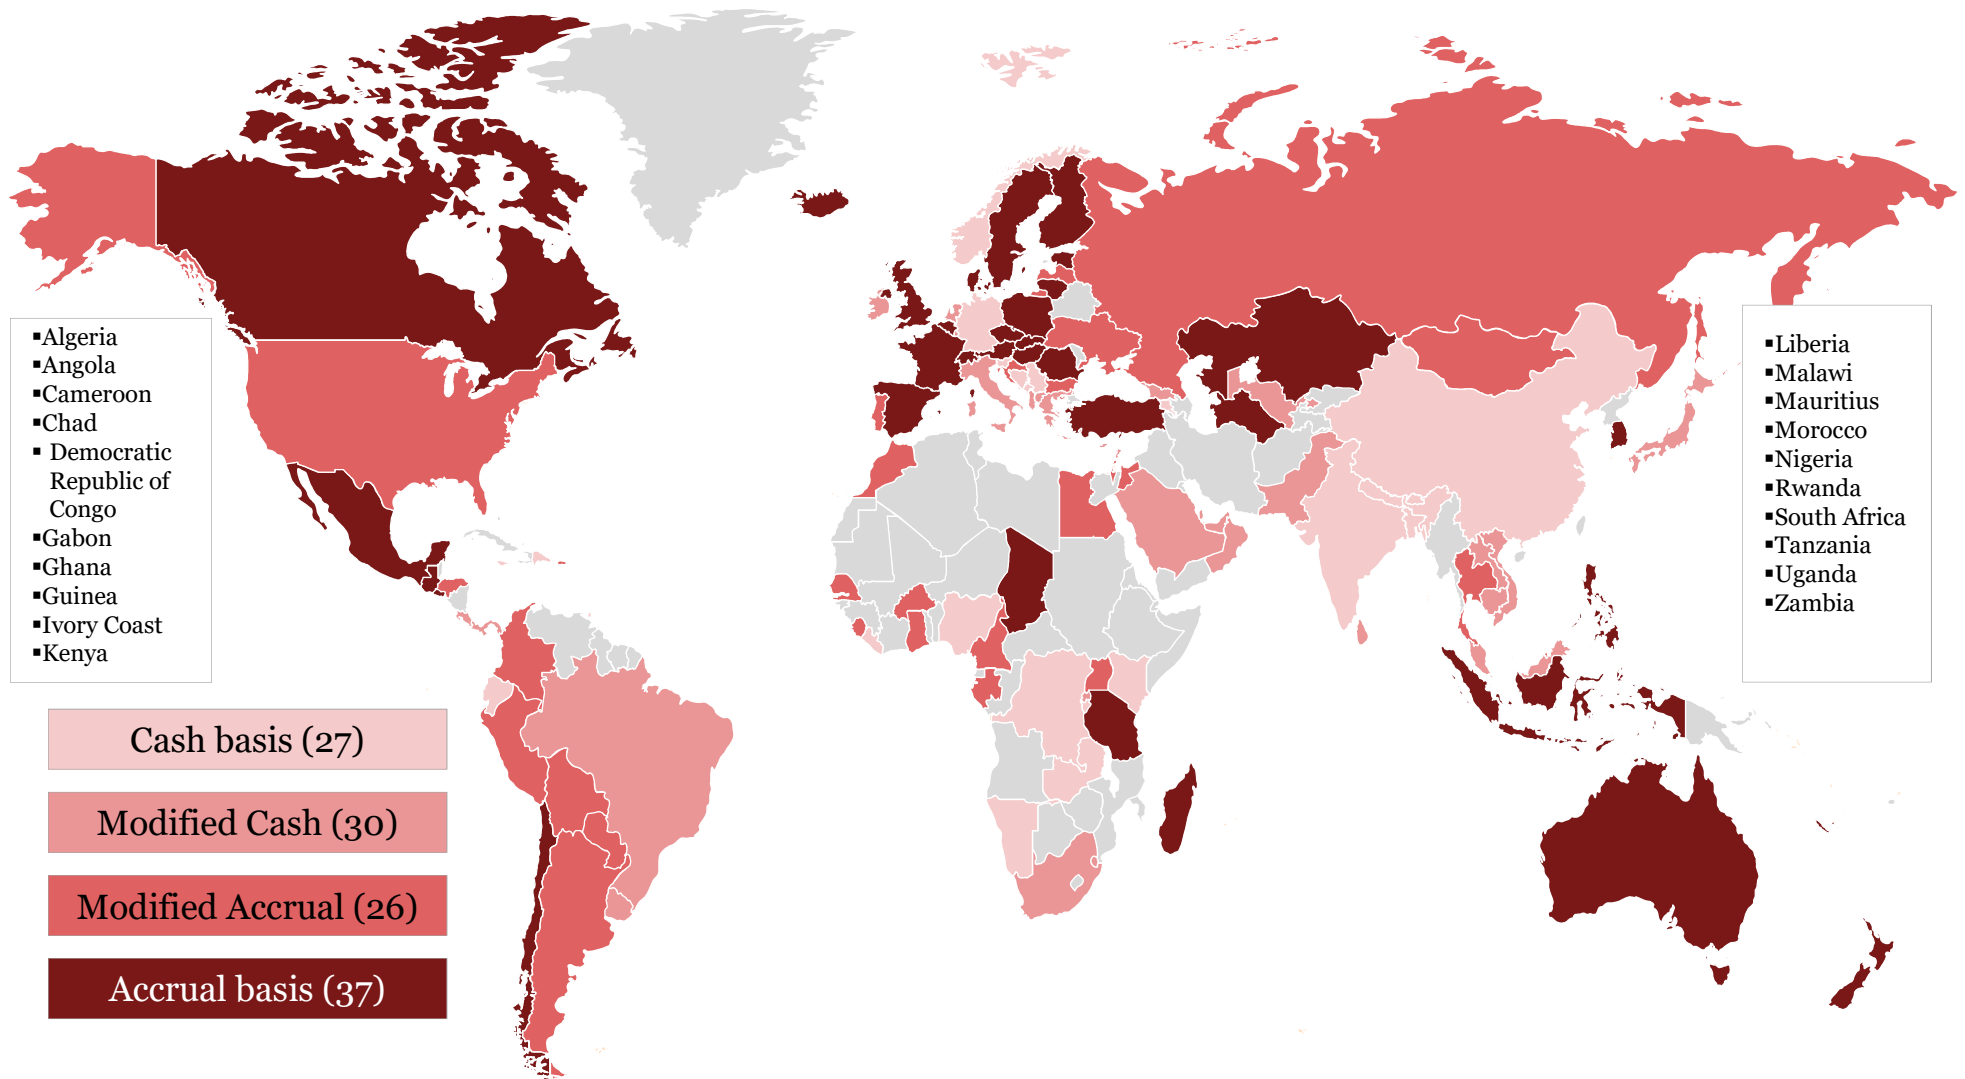 ▪Algeria
▪Angola
▪Cameroon
▪Chad
▪ Democratic
Republic of
Congo
▪Gabon
▪Ghana
▪Guinea
▪Ivory Coast
▪Kenya
Cash basis (27)
Modified Cash (30)
Modified Accrual (26)
Accrual basis (37)
▪Liberia
▪Malawi
▪Mauritius
▪Morocco
▪Nigeria
▪Rwanda
▪South Africa
▪Tanzania
▪Uganda
▪Zambia